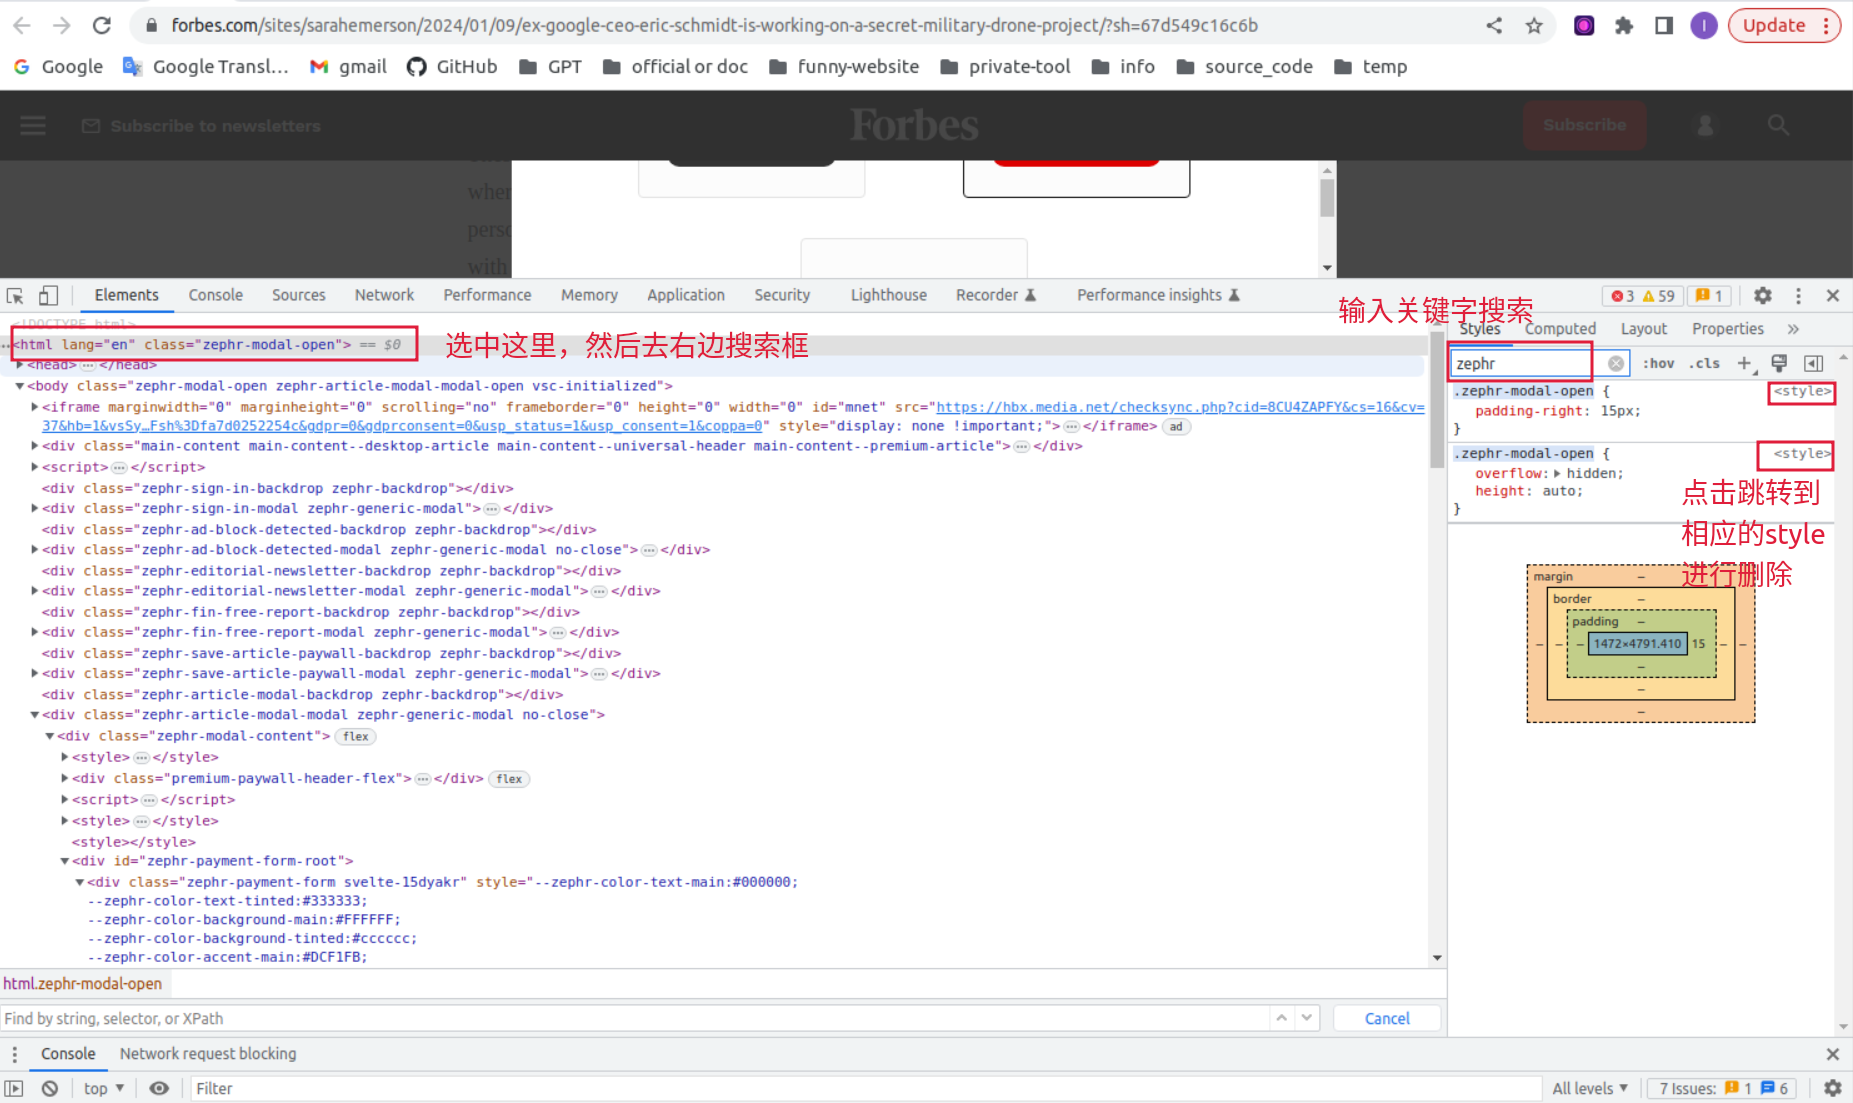 forbes.com/sites/sarahemerson/2024/01/09/ex-google-ceo-eric-schmidt-is-working-on-a-secret-military-drone-project/?sh=67d549c16c6b
I
Update
Google
Google Transl...
gmail
GitHub
GPT
official or doc
funny-website
private-tool
info
source_code
temp
Subscribe to newsletters
Forbes
Subscribe
wher
perso
with
Elements
Console
Sources
Network
Performance
Memory
Application
Security
Lighthouse
Recorder
Performance insights
3
59
1
<!DOCTYPE html>
<html lang="en" class="zephr-modal-open"> == $0
选中这里，然后去右边搜索框
<head>…</head>
<body class="zephr-modal-open zephr-article-modal-modal-open vsc-initialized">
<iframe marginwidth="0" marginheight="0" scrolling="no" frameborder="0" height="0" width="0" id="mnet" src="https://hbx.media.net/checksync.php?cid=8CU4ZAPFY&cs=16&cv=
37&hb=1&vsSy…Fsh%3Dfa7d0252254c&gdpr=0&gdprconsent=0&usp_status=1&usp_consent=1&coppa=0" style="display: none !important;">…</iframe> ad
<div class="main-content main-content--desktop-article main-content--universal-header main-content--premium-article">…</div>
<script>…</script>
<div class="zephr-sign-in-backdrop zephr-backdrop"></div>
<div class="zephr-sign-in-modal zephr-generic-modal">…</div>
<div class="zephr-ad-block-detected-backdrop zephr-backdrop"></div>
<div class="zephr-ad-block-detected-modal zephr-generic-modal no-close">…</div>
<div class="zephr-editorial-newsletter-backdrop zephr-backdrop"></div>
<div class="zephr-editorial-newsletter-modal zephr-generic-modal">…</div>
<div class="zephr-fin-free-report-backdrop zephr-backdrop"></div>
<div class="zephr-fin-free-report-modal zephr-generic-modal">…</div>
<div class="zephr-save-article-paywall-backdrop zephr-backdrop"></div>
<div class="zephr-save-article-paywall-modal zephr-generic-modal">…</div>
<div class="zephr-article-modal-backdrop zephr-backdrop"></div>
<div class="zephr-article-modal-modal zephr-generic-modal no-close">
<div class="zephr-modal-content"> flex
<style>…</style>
<div class="premium-paywall-header-flex">…</div> flex
<script>…</script>
<style>…</style>
<style></style>
<div id="zephr-payment-form-root">
<div class="zephr-payment-form svelte-15dyakr" style="--zephr-color-text-main:#000000;
--zephr-color-text-tinted:#333333;
--zephr-color-background-main:#FFFFFF;
--zephr-color-background-tinted:#cccccc;
--zephr-color-accent-main:#DCF1FB;
html.zephr-modal-open
Find by string, selector, or XPath
Cancel
输入关键字搜索
Styles
Computed
Layout
Properties
zephr
:hov
.cls
.zephr-modal-open {
<style>
padding-right: 15px;
}
.zephr-modal-open {
<style>
overflow: hidden;
height: auto;
}
点击跳转到
相应的style
进行删除
margin
–
border
–
padding
–
– – – 1472×4791.410 15 – –
–
–
–
Console
Network request blocking
top
Filter
All levels
7 Issues:
1
6